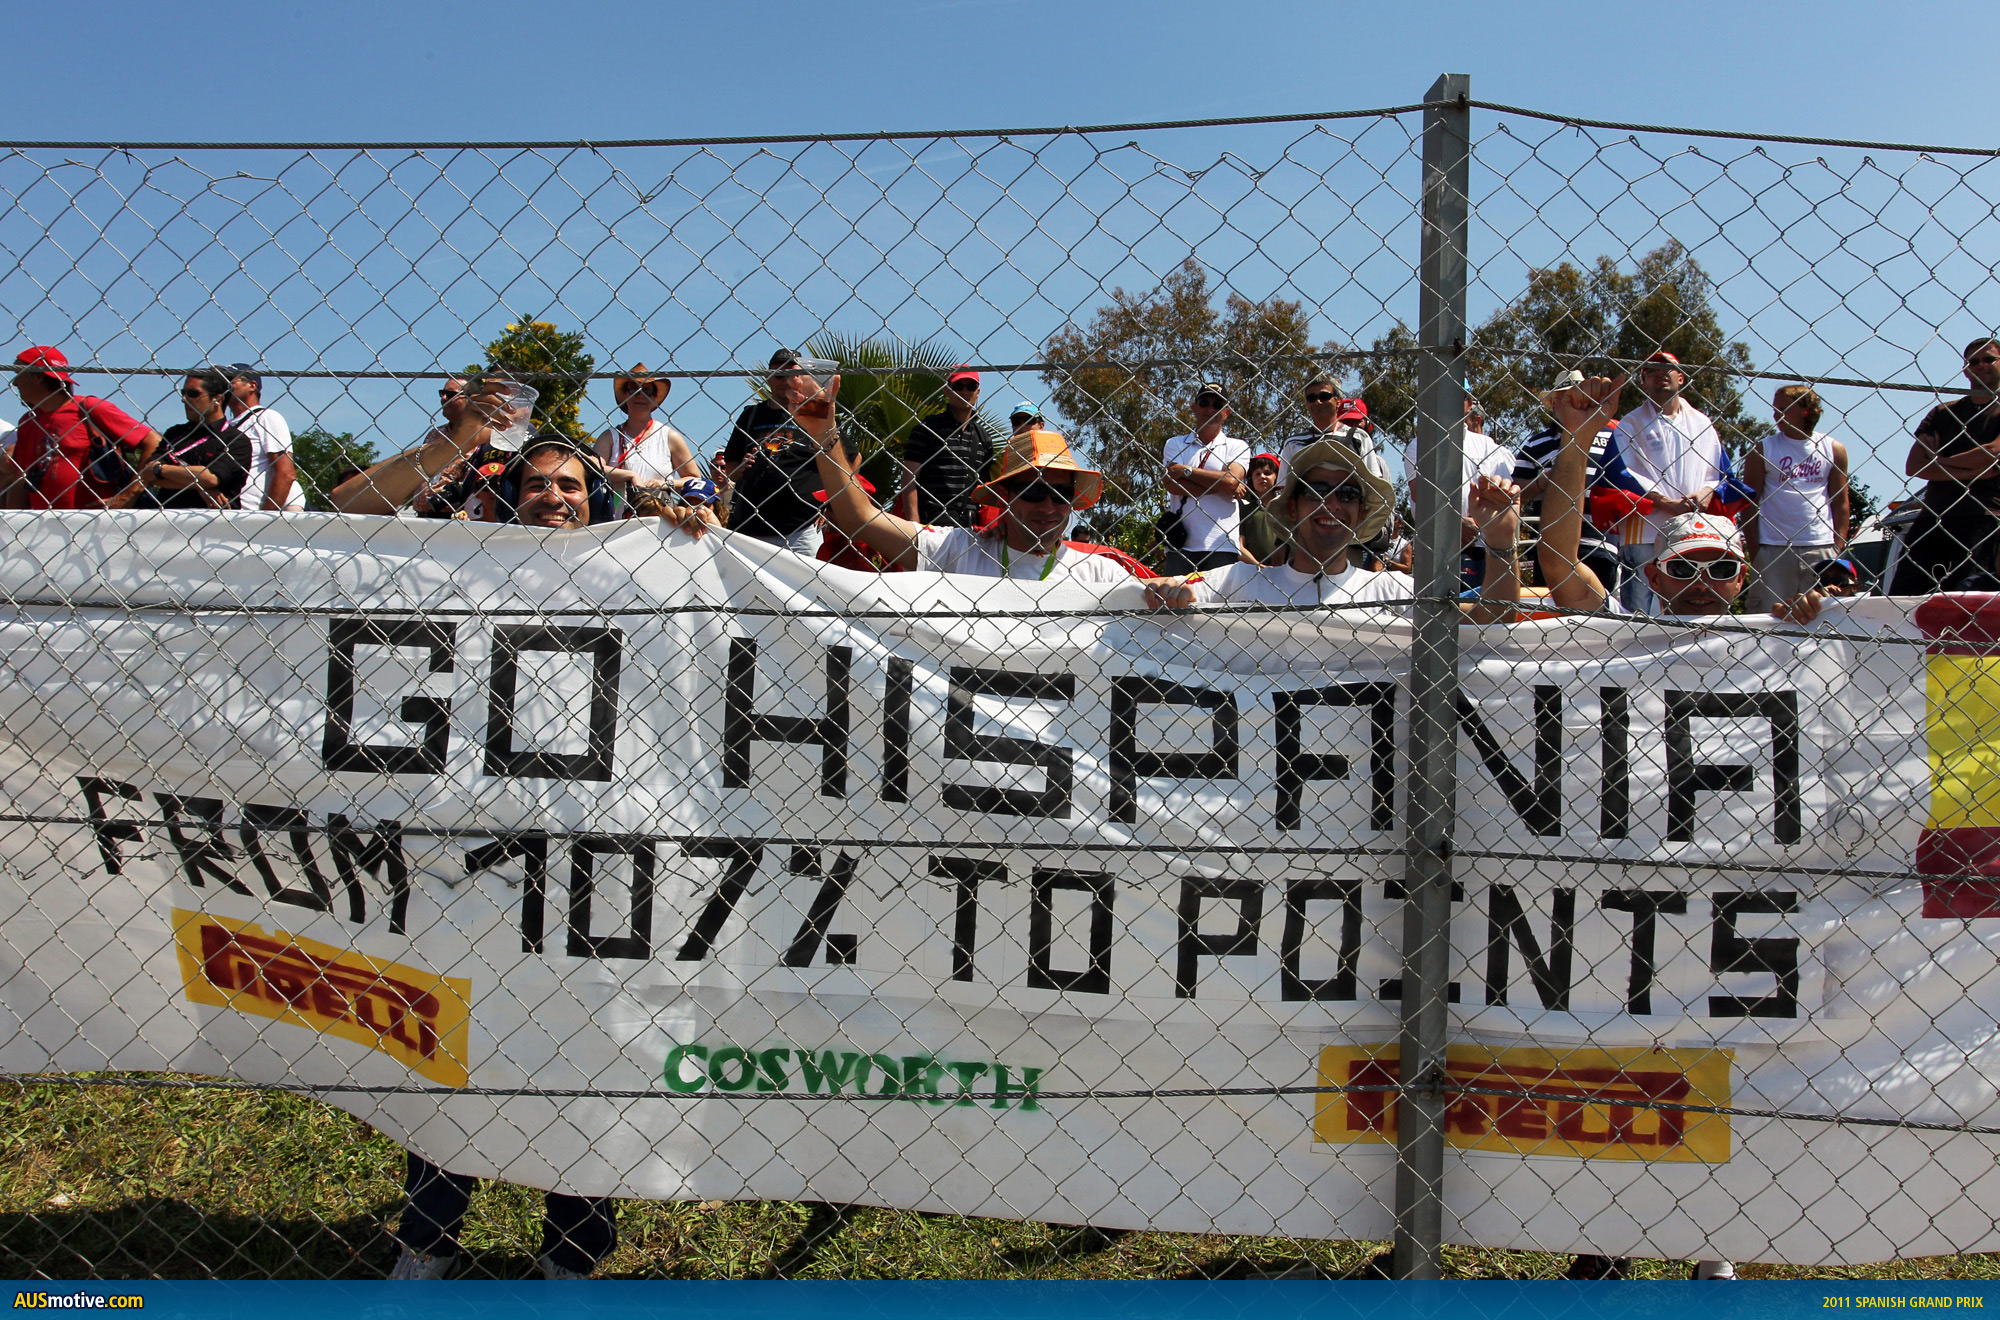 Barbie
GO HISPANIA
FROM 107% TO POINTS
PIRELLI
COSWORTH
PIRELLI
AUSmotive.com
2011 SPANISH GRAND PRIX